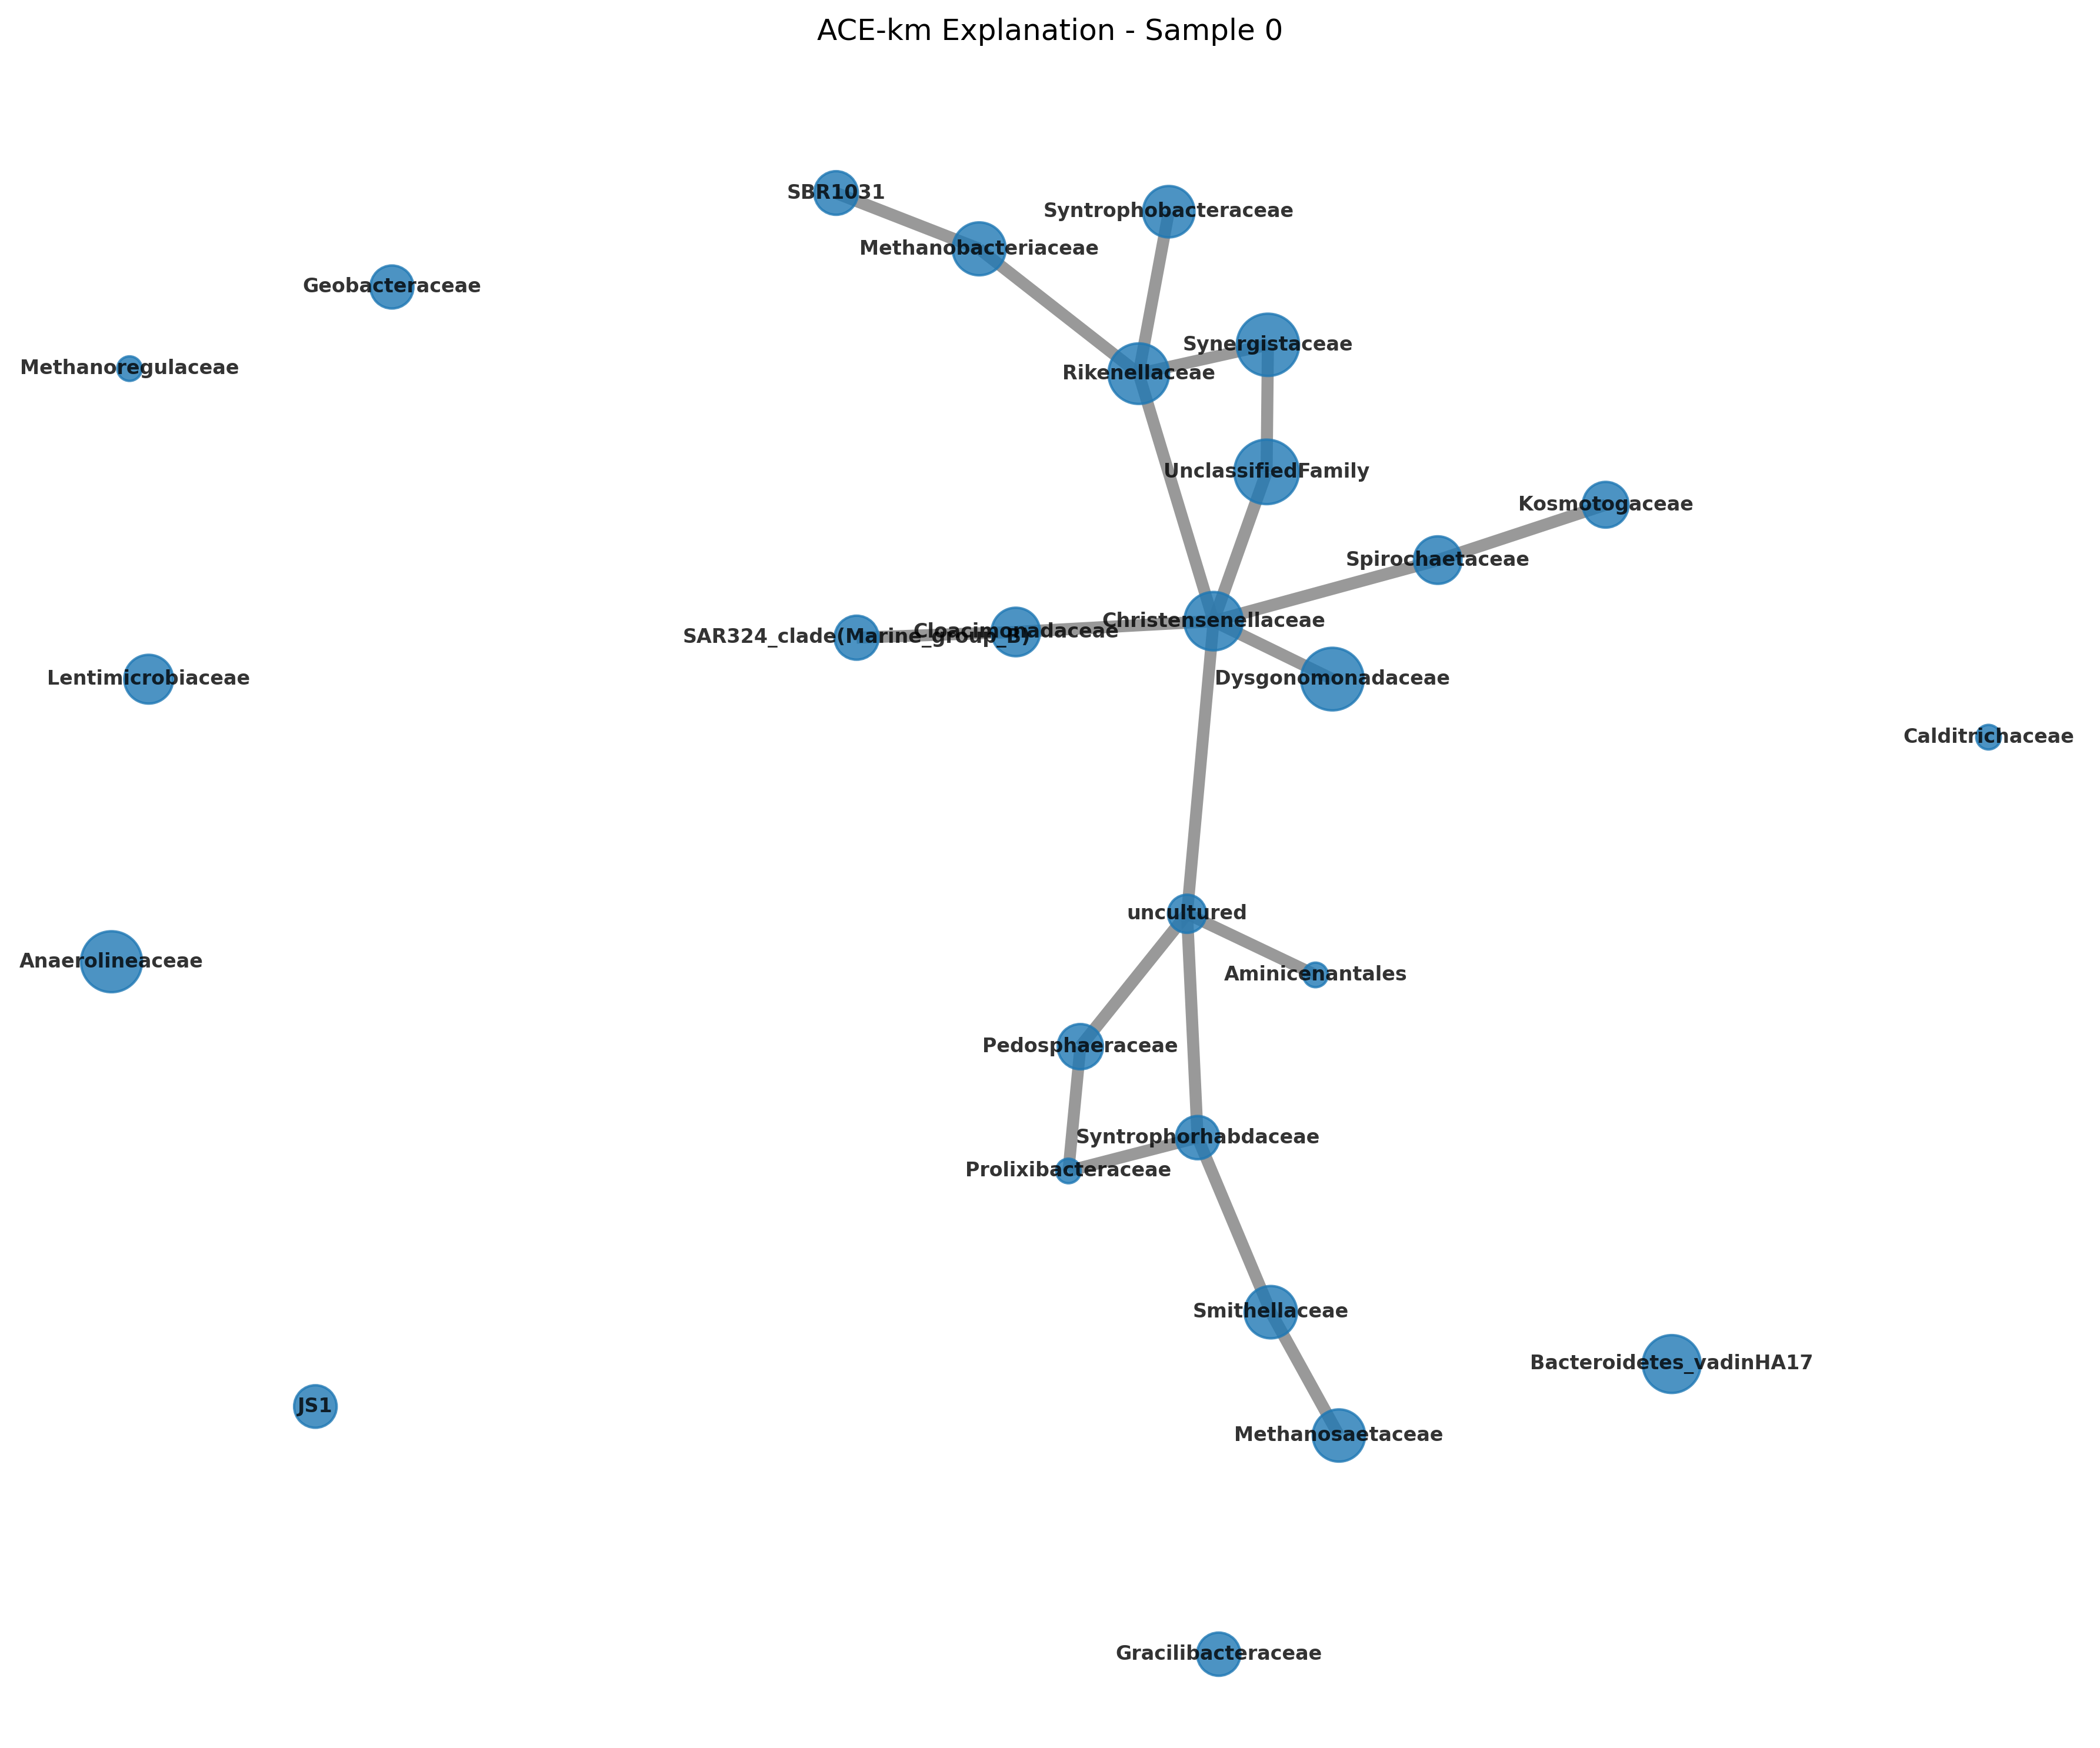 ACE-km Explanation - Sample 0
SBR1031
Syntrophobacteraceae
Methanobacteriaceae
Geobacteraceae
Synergistaceae
Methanoregulaceae
Rikenellaceae
UnclassifiedFamily
Kosmotogaceae
Spirochaetaceae
Christensenellaceae
Cloacimonadaceae
SAR324_clade(Marine_group_B)
Lentimicrobiaceae
Dysgonomonadaceae
Calditrichaceae
uncultured
Anaerolineaceae
Aminicenantales
Pedosphaeraceae
Syntrophorhabdaceae
Prolixibacteraceae
Smithellaceae
Bacteroidetes_vadinHA17
JS1
Methanosaetaceae
Gracilibacteraceae